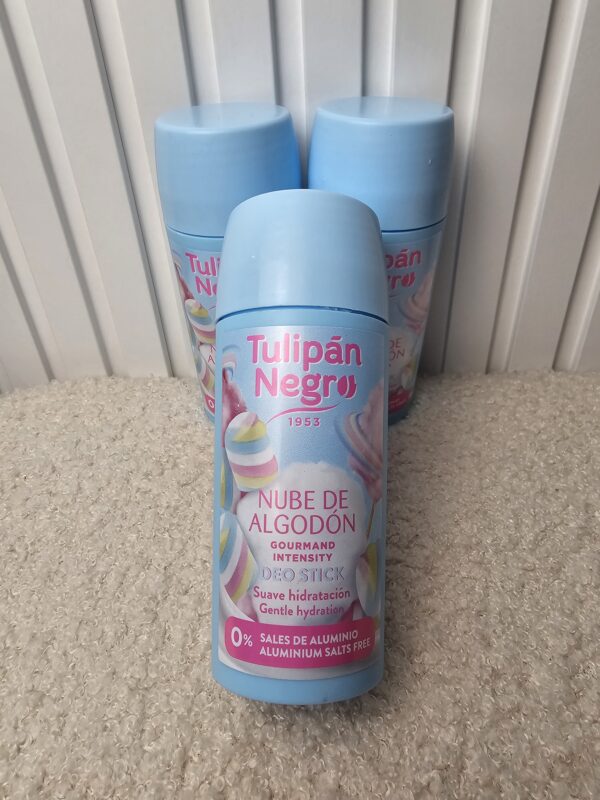 Tulipán
Negro
1953
NUBE DE
ALGODÓN
GOURMAND
INTENSITY
DEO STICK
Suave hidratación
Gentle hydration
0% SALES DE ALUMINIO
ALUMINIUM SALTS FREE